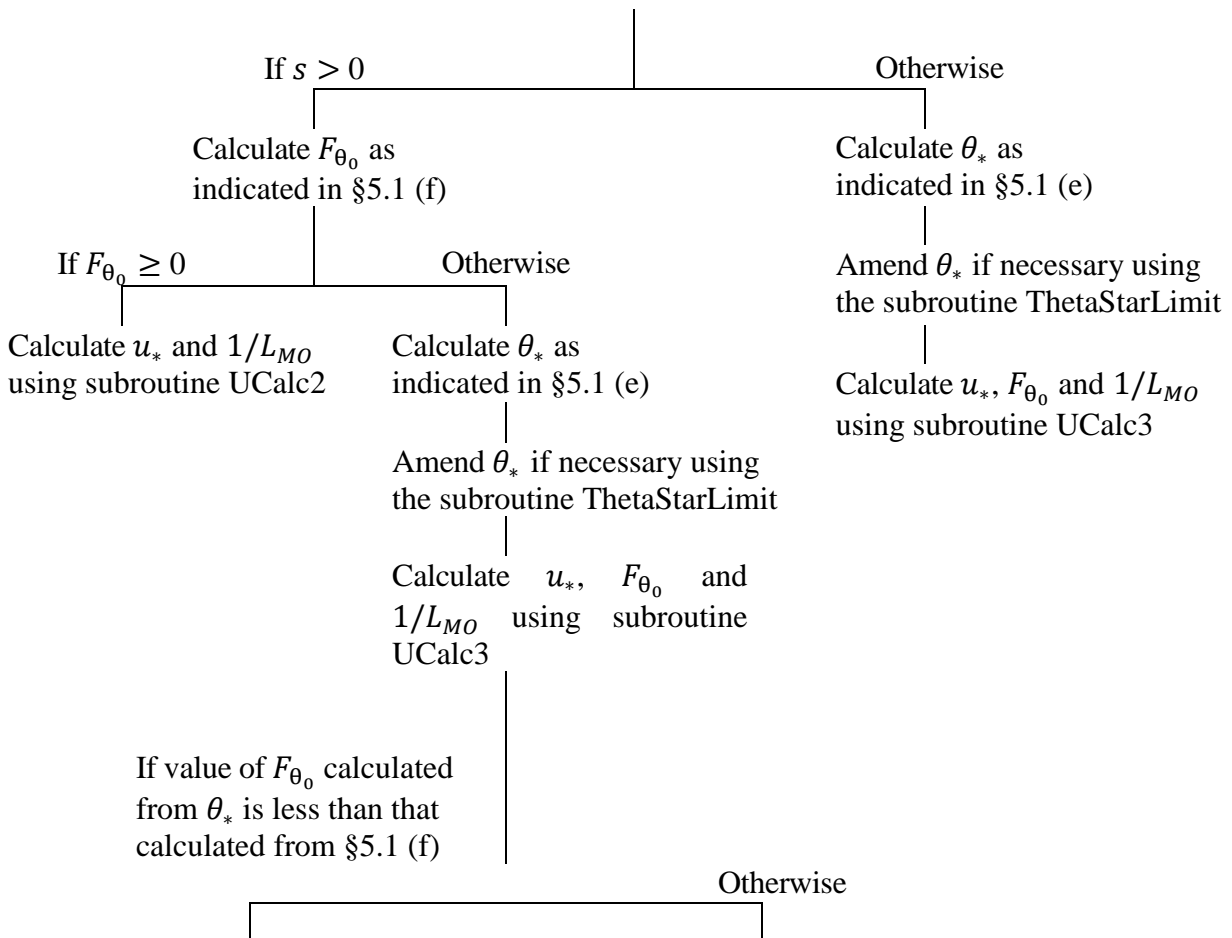 If s > 0
Otherwise
Calculate F_θ₀ as
indicated in §5.1 (f)
Calculate θ_* as
indicated in §5.1 (e)
If F_θ₀ ≥ 0
Otherwise
Amend θ_* if necessary using
the subroutine ThetaStarLimit
Calculate u_* and 1/L_MO
using subroutine UCalc2
Calculate θ_* as
indicated in §5.1 (e)
Calculate u_*, F_θ₀ and 1/L_MO
using subroutine UCalc3
Amend θ_* if necessary using
the subroutine ThetaStarLimit
Calculate u_*, F_θ₀ and
1/L_MO using subroutine
UCalc3
If value of F_θ₀ calculated
from θ_* is less than that
calculated from §5.1 (f)
Otherwise